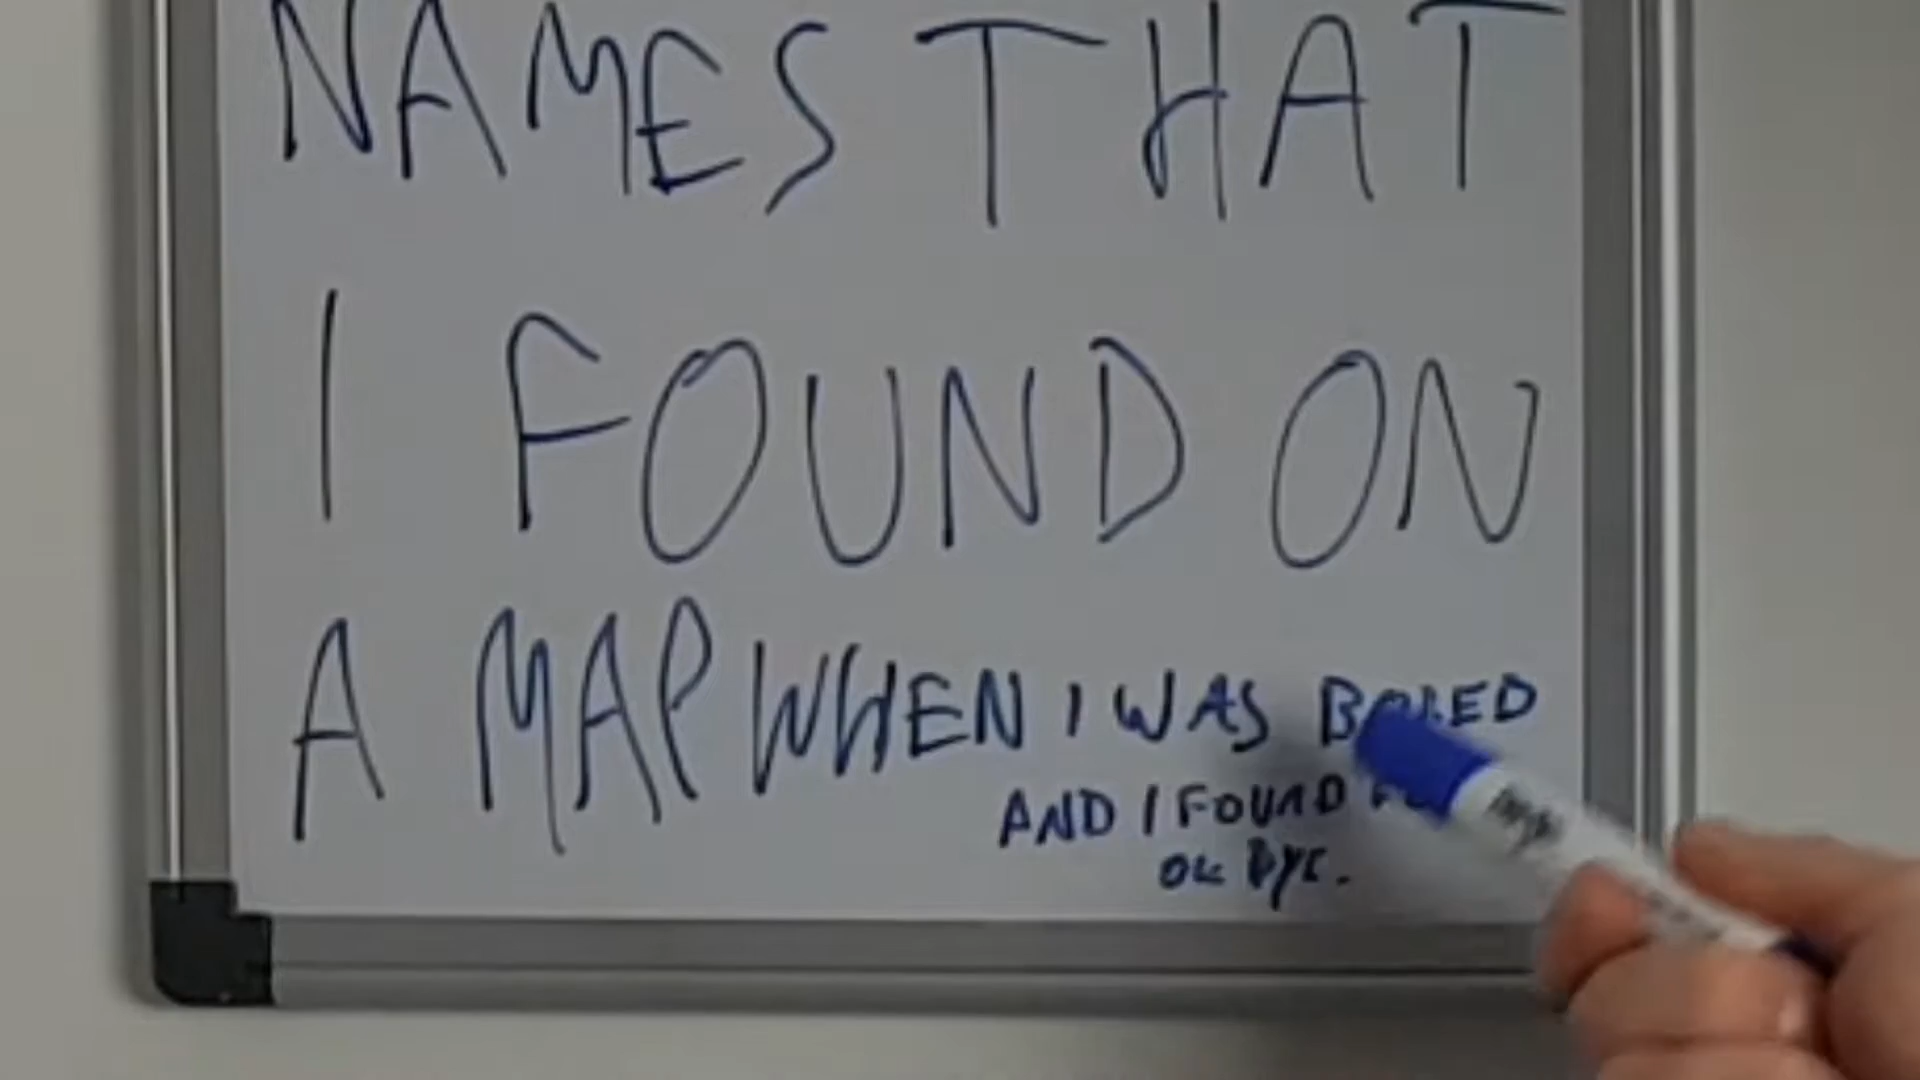 NAMES THAT
I FOUND ON
A MAP WHEN I WAS BORED
AND I FOUND
OK bye.